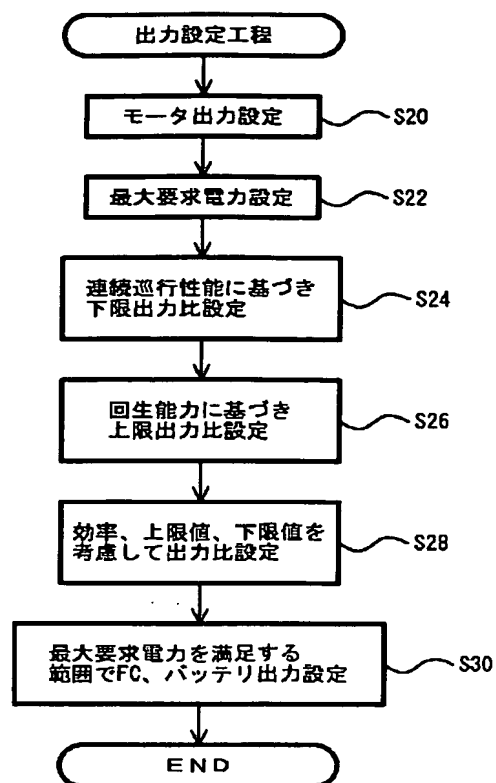 出力設定工程
モータ出力設定
S20
最大要求電力設定
S22
連続巡行性能に基づき
下限出力比設定
S24
回生能力に基づき
上限出力比設定
S26
効率、上限値、下限値を
考慮して出力比設定
S28
最大要求電力を満足する
範囲でFC、バッテリ出力設定
S30
END